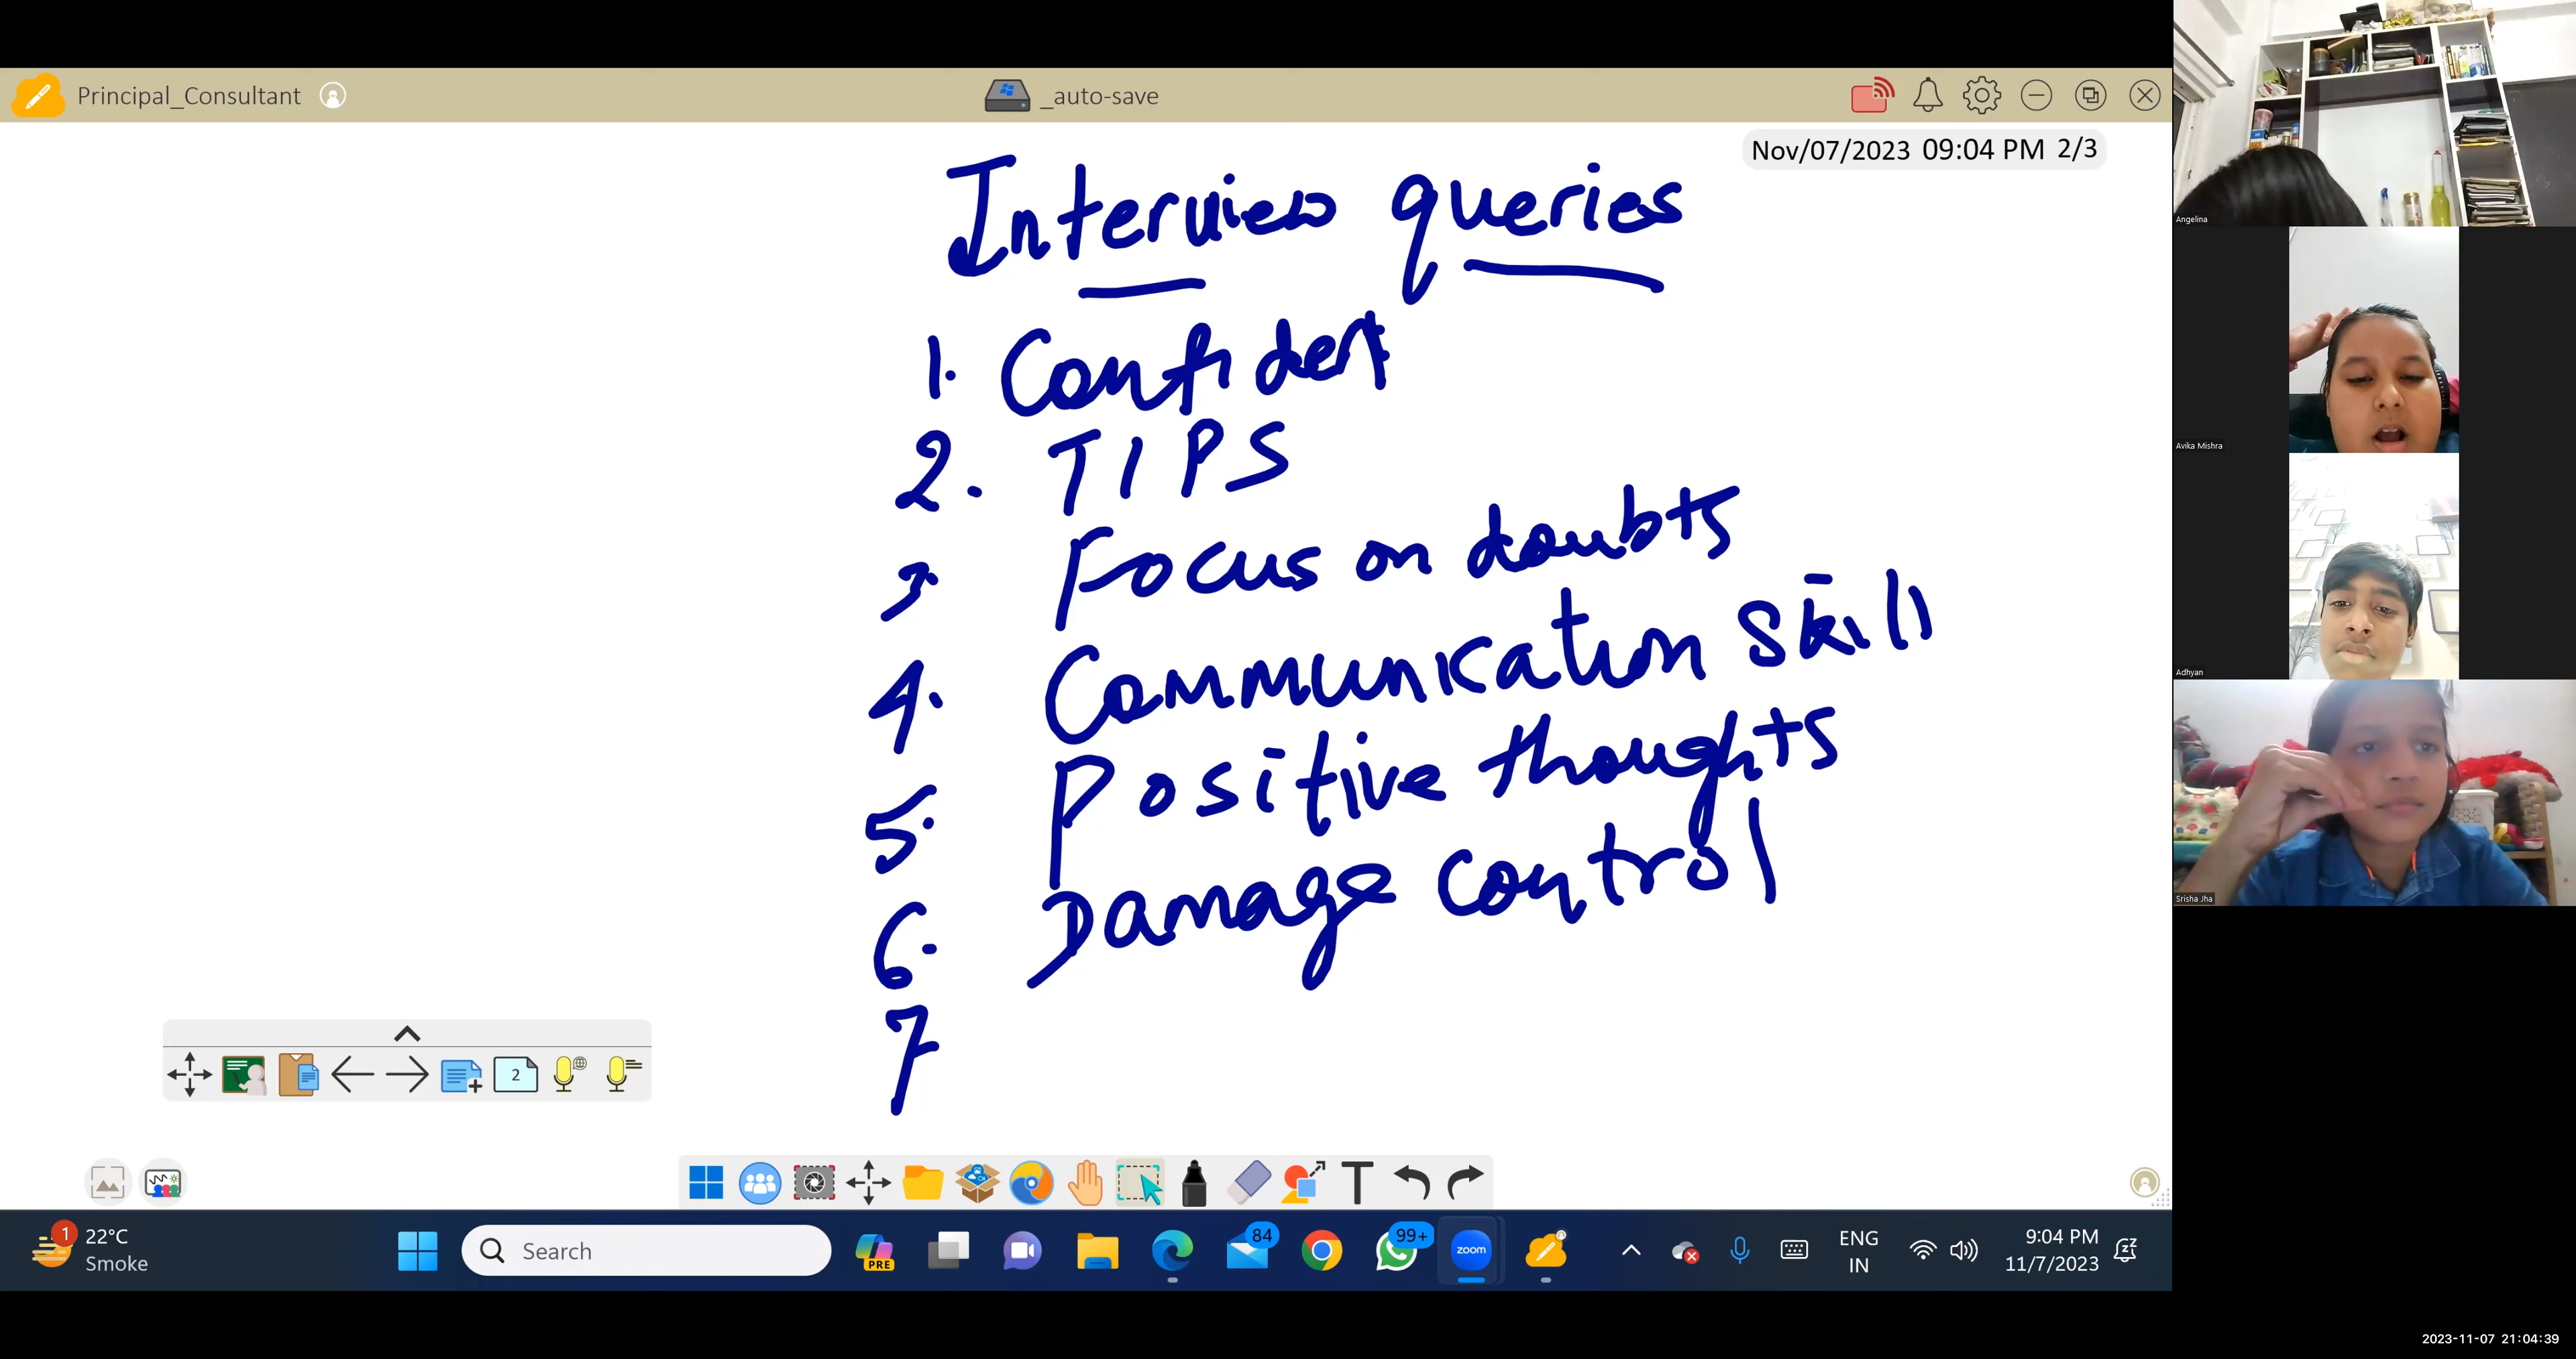 Principal_Consultant
_auto-save
Nov/07/2023 09:04 PM 2/3
Interview queries
1. Confident
2. TIPS
3. Focus on doubts
4. Communication skill
5. Positive thoughts
6. Damage control
7
Angelina
Avika Mishra
Adhyan
Srisha Jha
2
T
1
22°C
Smoke
Search
PRE
84
99+
zoom
ENG
IN
9:04 PM
11/7/2023
2023-11-07 21:04:39